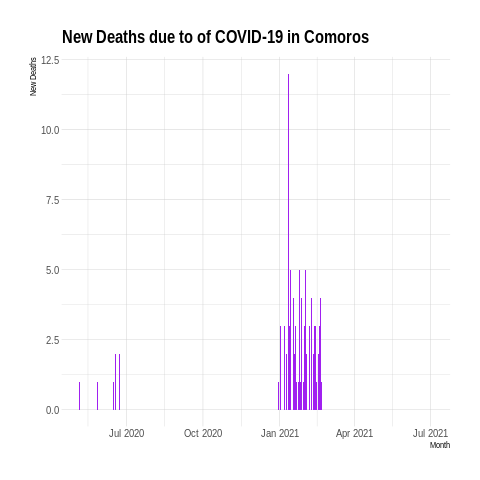 New Deaths due to of COVID-19 in Comoros
New Deaths
12.5
10.0
7.5
5.0
2.5
0.0
Jul 2020 Oct 2020 Jan 2021 Apr 2021 Jul 2021
Month